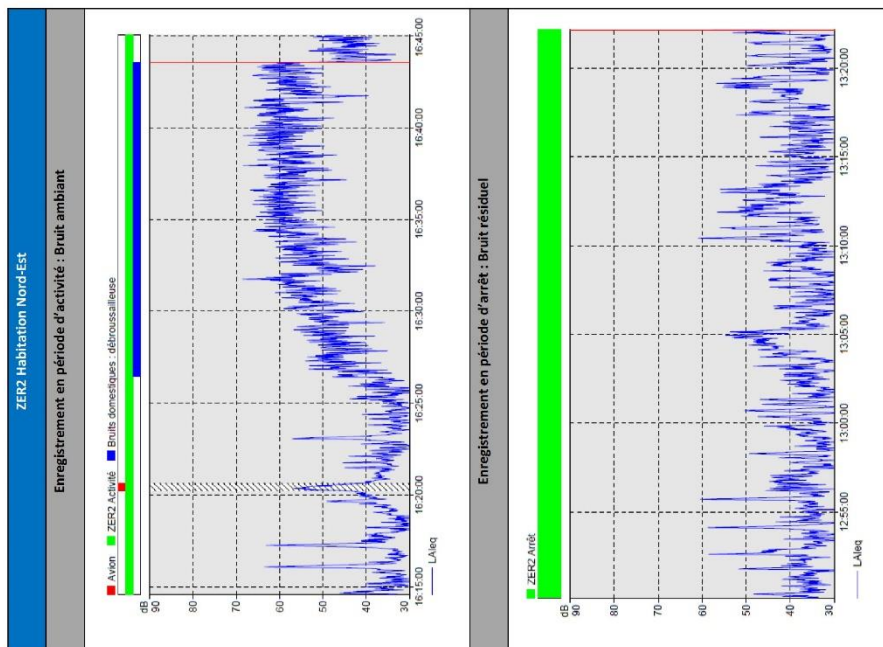 ZER2 Habitation Nord-Est
Enregistrement en période d'activité : Bruit ambiant
Avion ZER2 Activité Bruits domestiques : débroussailleuse
dB
90
80
70
60
50
40
30
16:15:00 16:20:00 16:25:00 16:30:00 16:35:00 16:40:00 16:45:00
LAleq
Enregistrement en période d'arrêt : Bruit résiduel
ZER2 Arrêt
dB
90
80
70
60
50
40
30
12:55:00 13:00:00 13:05:00 13:10:00 13:15:00 13:20:00
LAleq